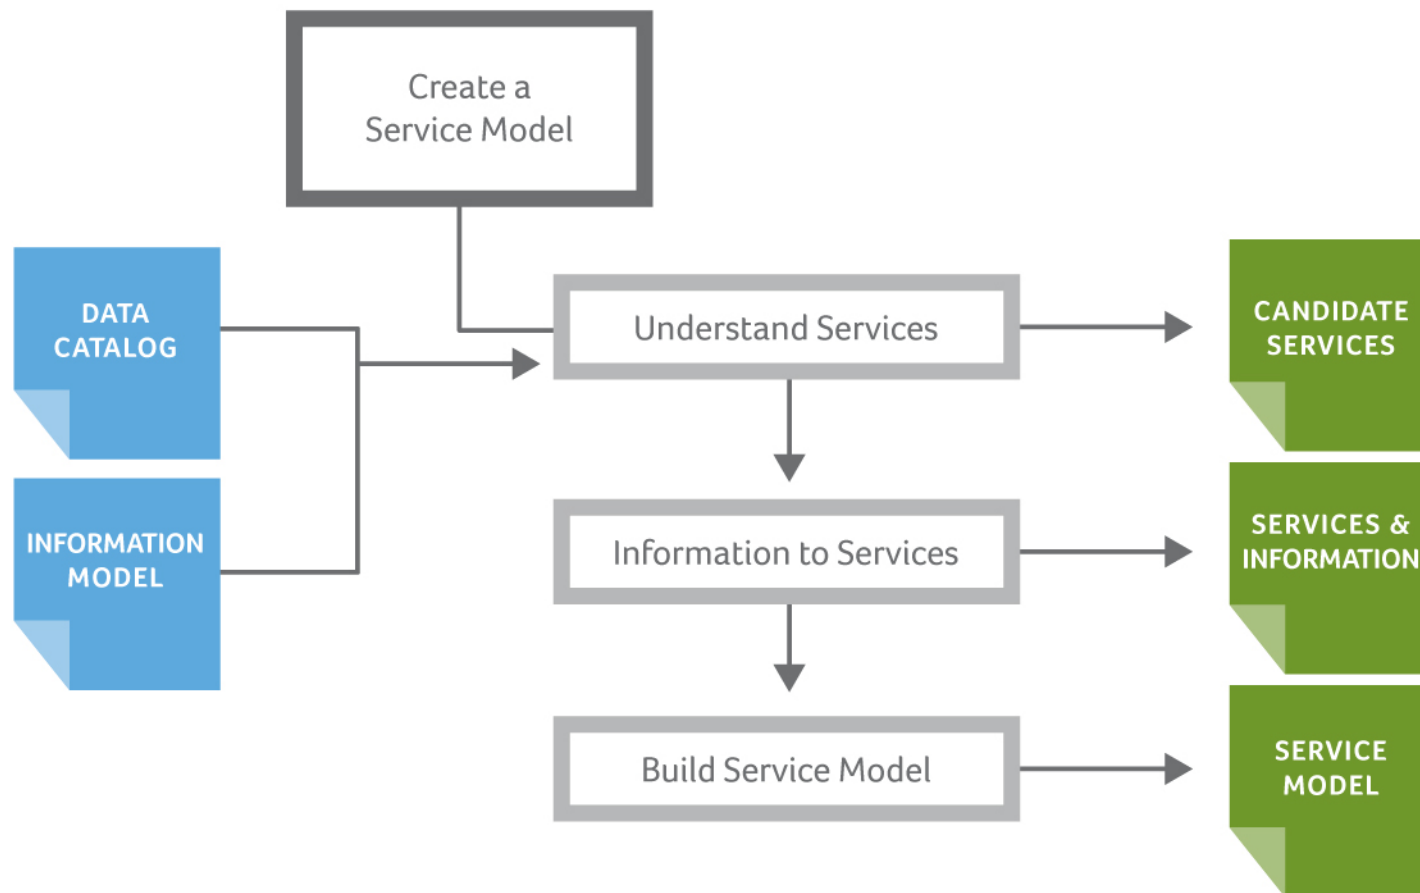 Create a
Service Model
DATA
CATALOG
Understand Services
CANDIDATE
SERVICES
INFORMATION
MODEL
Information to Services
SERVICES &
INFORMATION
Build Service Model
SERVICE
MODEL